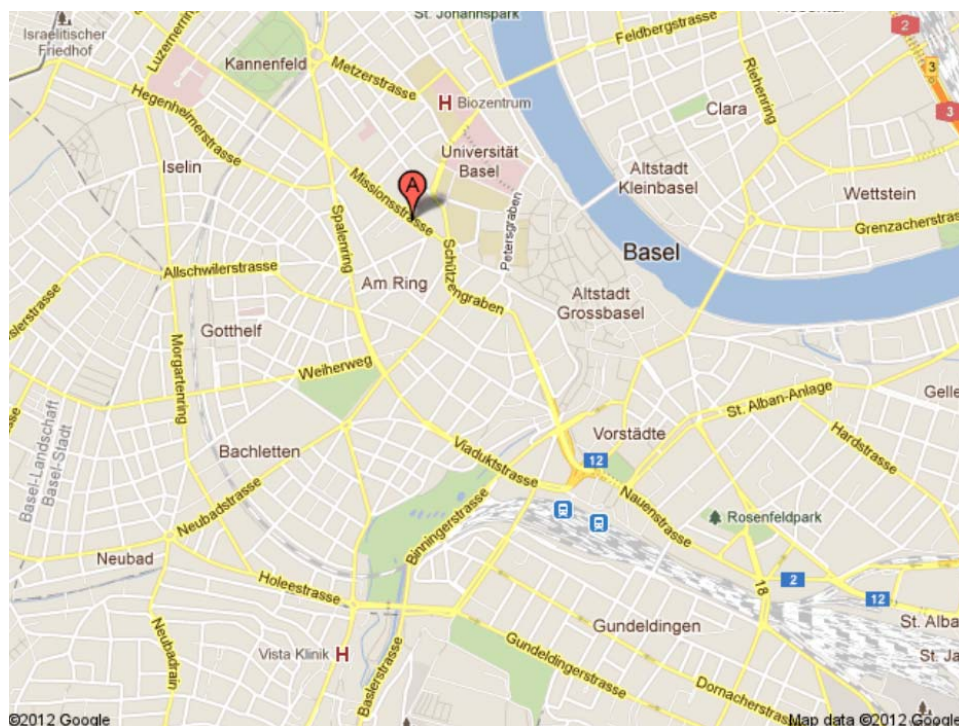 St. Johannspark
Feldbergstrasse
2
Israelitischer
Friedhof
Luzernerring
Kannenfeld
Metzerstrasse
Riehenring
3
3
H Biozentrum
Clara
Hegenheimerstrasse
Universität
Basel
Iselin
Altstadt
Kleinbasel
Wettstein
A
Missionsstrasse
Spalenring
Petersgraben
Grenzacherstras
Basel
Allschwilerstrasse
Am Ring
Schützengraben
Altstadt
Grossbasel
slerstrasse
Gotthelf
Morgartenring
Weiherweg
St. Alban-Anlage
Gelle
Basel-Landschaft
Basel-Stadt
Bachletten
Viaduktstrasse
Vorstädte
Hardstrasse
12
Neubadstrasse
Binningerstrasse
Nauenstrasse
Rosenfeldpark
Neubad
Holeestrasse
2
18
12
Gundeldingen
St. Alba
Neubadrain
Vista Klinik H
Baslerstrasse
Gundeldingerstrasse
St. Ja
Dornacherstras
©2012 Google
Map data ©2012 Google